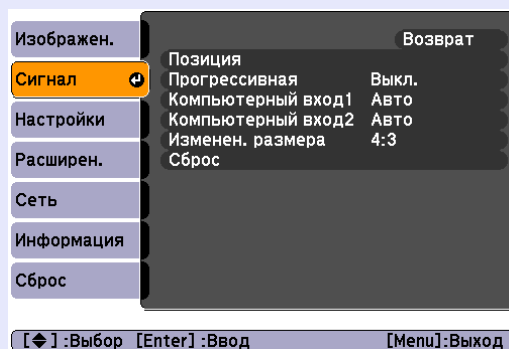 Изображен.
Сигнал
Настройки
Расширен.
Сеть
Информация
Сброс
Возврат
Позиция
Прогрессивная Выкл.
Компьютерный вход1 Авто
Компьютерный вход2 Авто
Изменен. размера 4:3
Сброс
[◆]:Выбор [Enter]:Ввод [Menu]:Выход